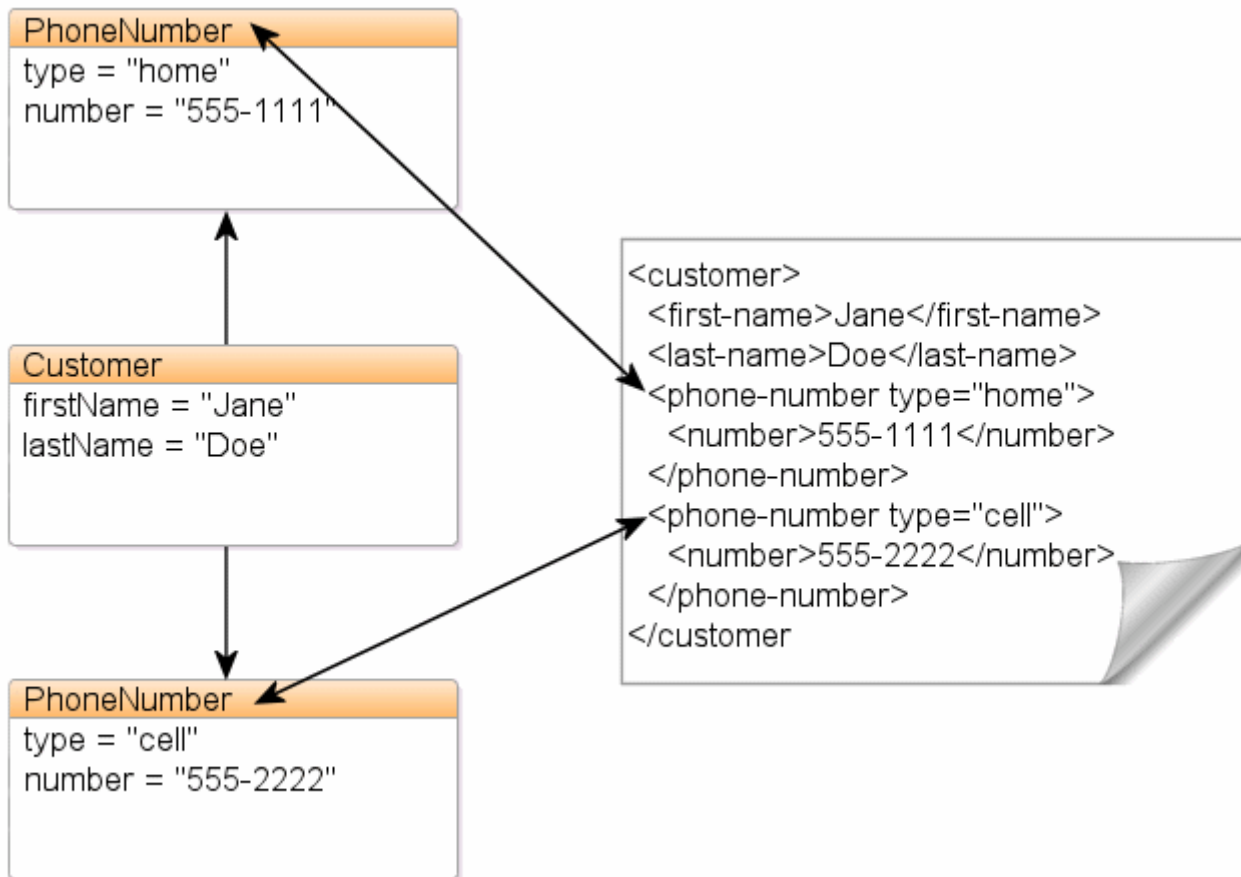 PhoneNumber
type = "home"
number = "555-1111"
Customer
firstName = "Jane"
lastName = "Doe"
PhoneNumber
type = "cell"
number = "555-2222"
<customer>
<first-name>Jane</first-name>
<last-name>Doe</last-name>
<phone-number type="home">
<number>555-1111</number>
</phone-number>
<phone-number type="cell">
<number>555-2222</number>
</phone-number>
</customer